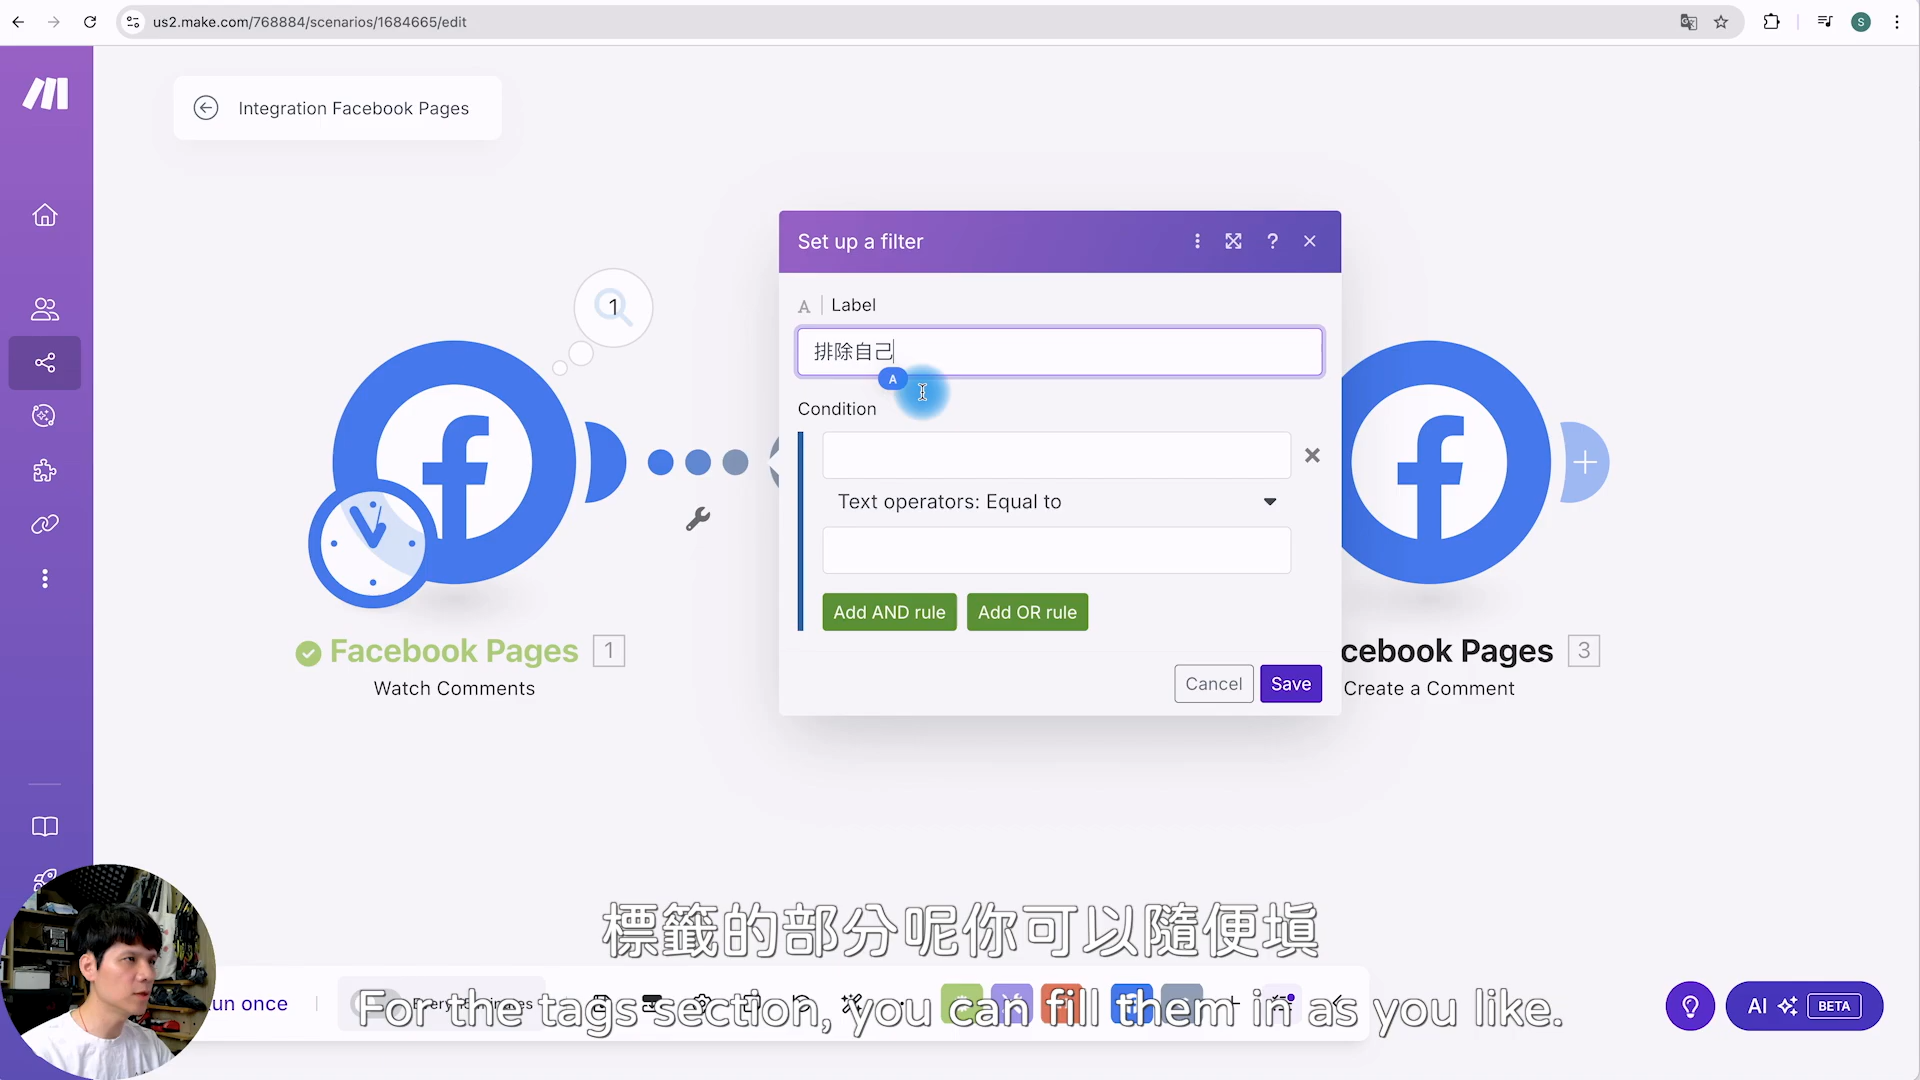 us2.make.com/768884/scenarios/1684665/edit
S
Integration Facebook Pages
Set up a filter
?
A Label
排除自己
A
Condition
Text operators: Equal to
Add AND rule
Add OR rule
Cancel
Save
1
Facebook Pages 1
Watch Comments
cebook Pages 3
Create a Comment
標籤的部分呢你可以隨便填
un once
For the tags section, you can fill them in as you like.
AI BETA